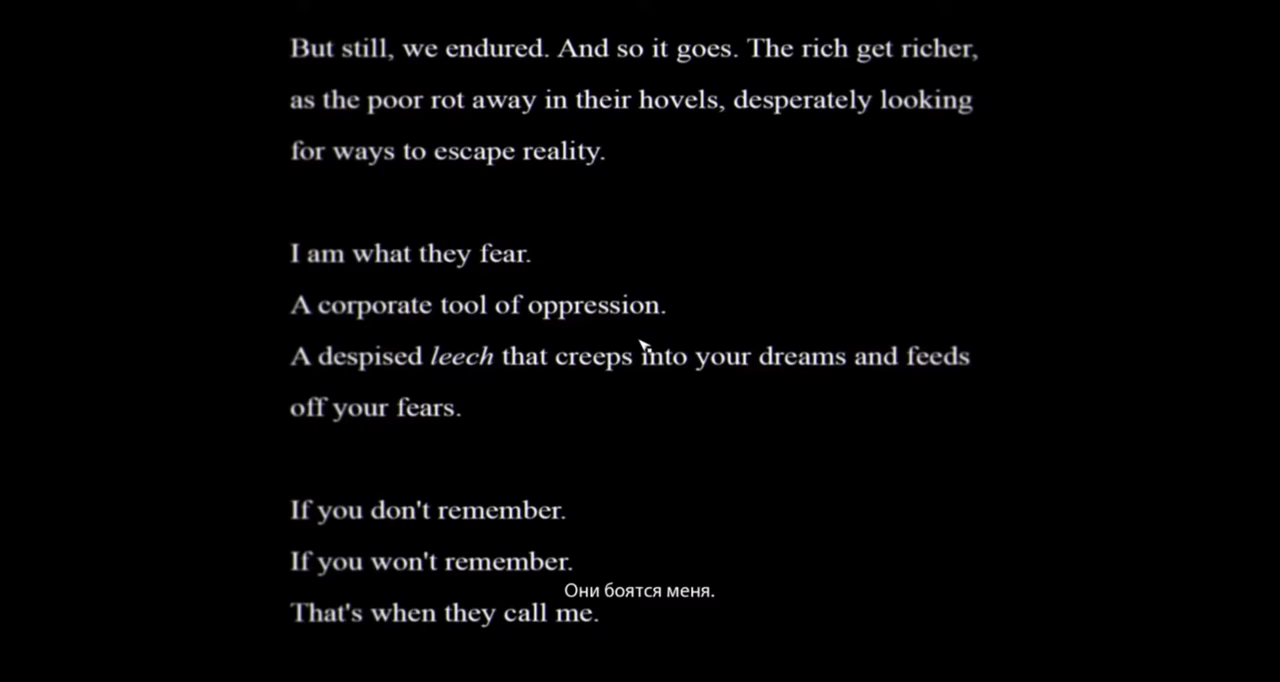 But still, we endured. And so it goes. The rich get richer,
as the poor rot away in their hovels, desperately looking
for ways to escape reality.
I am what they fear.
A corporate tool of oppression.
A despised leech that creeps into your dreams and feeds
off your fears.
If you don't remember.
If you won't remember.
Они боятся меня.
That's when they call me.